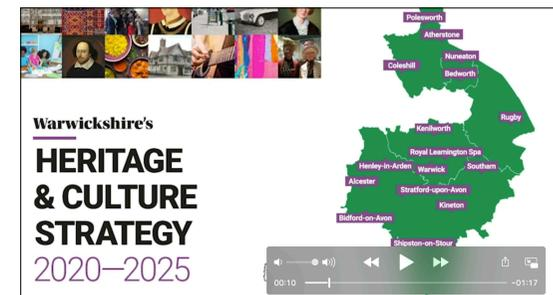 Warwickshire's
HERITAGE
& CULTURE
STRATEGY
2020—2025
Polesworth
Atherstone
Nuneaton
Coleshill
Bedworth
Rugby
Kenilworth
Royal Leamington Spa
Henley-in-Arden
Warwick
Southam
Alcester
Stratford-upon-Avon
Kineton
Bidford-on-Avon
Shipston-on-Stour
00:10
-01:17